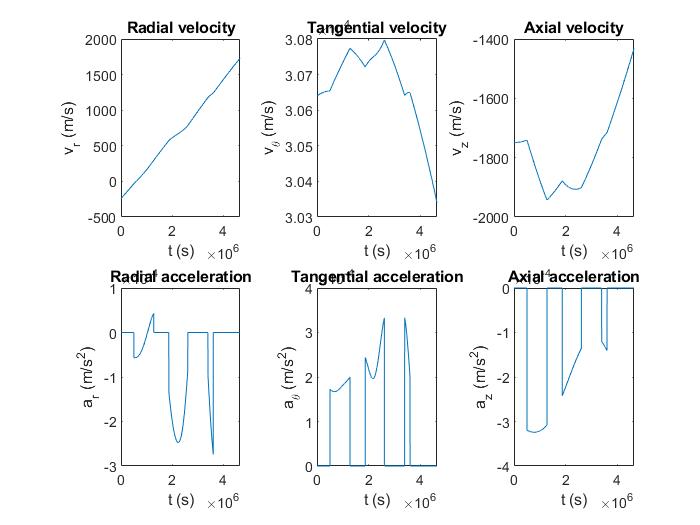 Radial velocity
2000
1500
1000
500
0
-500
v_r (m/s)
0 2 4
t (s) ×10^6
Tangential velocity
3.08
3.07
3.06
3.05
3.04
3.03
v_θ (m/s)
0 2 4
t (s) ×10^6
Axial velocity
-1400
-1600
-1800
-2000
v_z (m/s)
0 2 4
t (s) ×10^6
Radial acceleration
1
0
-1
-2
-3
a_r (m/s^2)
0 2 4
t (s) ×10^6
Tangential acceleration
4
3
2
1
0
a_θ (m/s^2)
0 2 4
t (s) ×10^6
Axial acceleration
0
-1
-2
-3
-4
a_z (m/s^2)
0 2 4
t (s) ×10^6